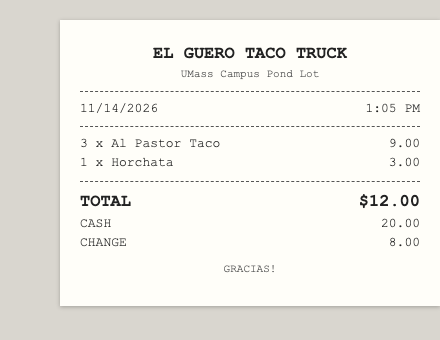 EL GUERO TACO TRUCK
UMass Campus Pond Lot
11/14/2026 1:05 PM
3 x Al Pastor Taco 9.00
1 x Horchata 3.00
TOTAL $12.00
CASH 20.00
CHANGE 8.00
GRACIAS!